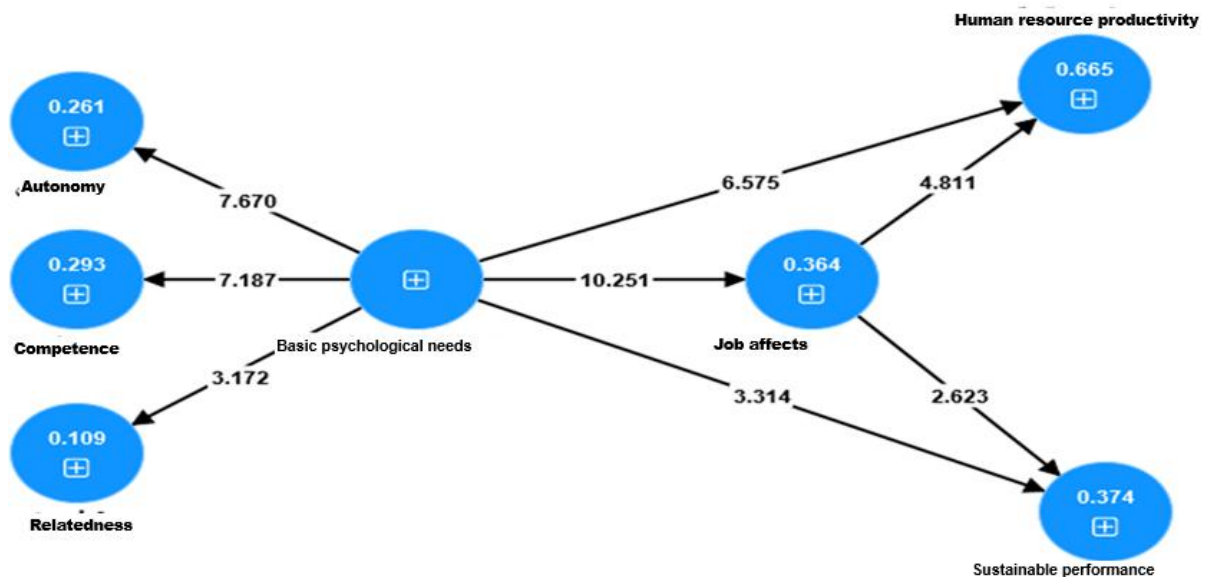 Human resource productivity
0.665
0.261
Autonomy
7.670
6.575
4.811
0.293
7.187
10.251
0.364
Competence
Basic psychological needs
Job affects
3.172
3.314
2.623
0.109
Relatedness
0.374
Sustainable performance